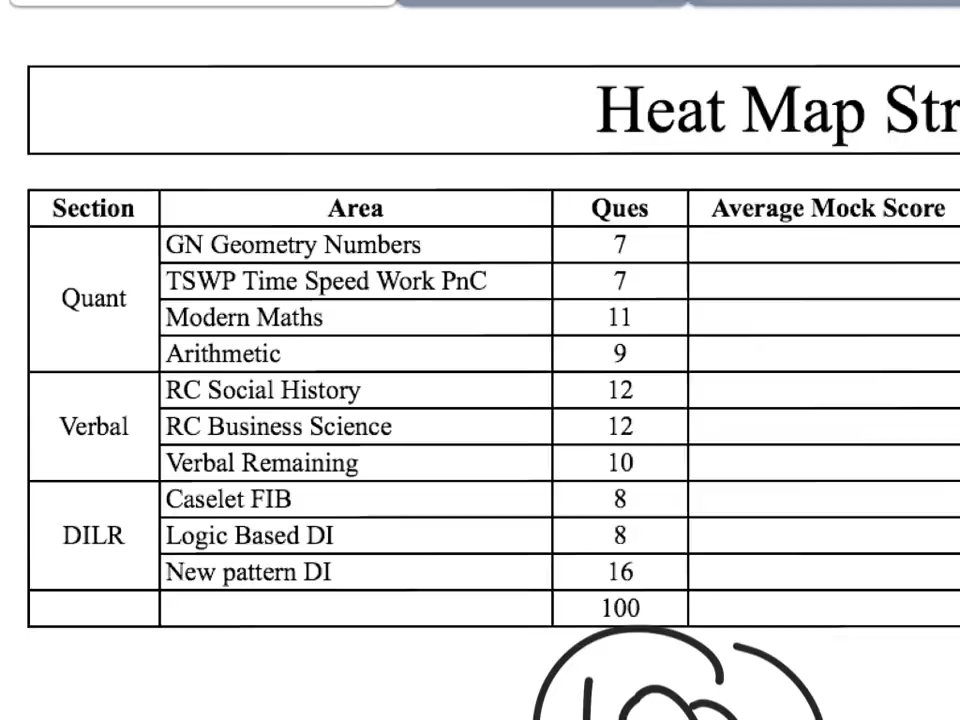 Heat Map Str
Section Area Ques Average Mock Score
Quant
GN Geometry Numbers 7
TSWP Time Speed Work PnC 7
Modern Maths 11
Arithmetic 9
Verbal
RC Social History 12
RC Business Science 12
Verbal Remaining 10
DILR
Caselet FIB 8
Logic Based DI 8
New pattern DI 16
100